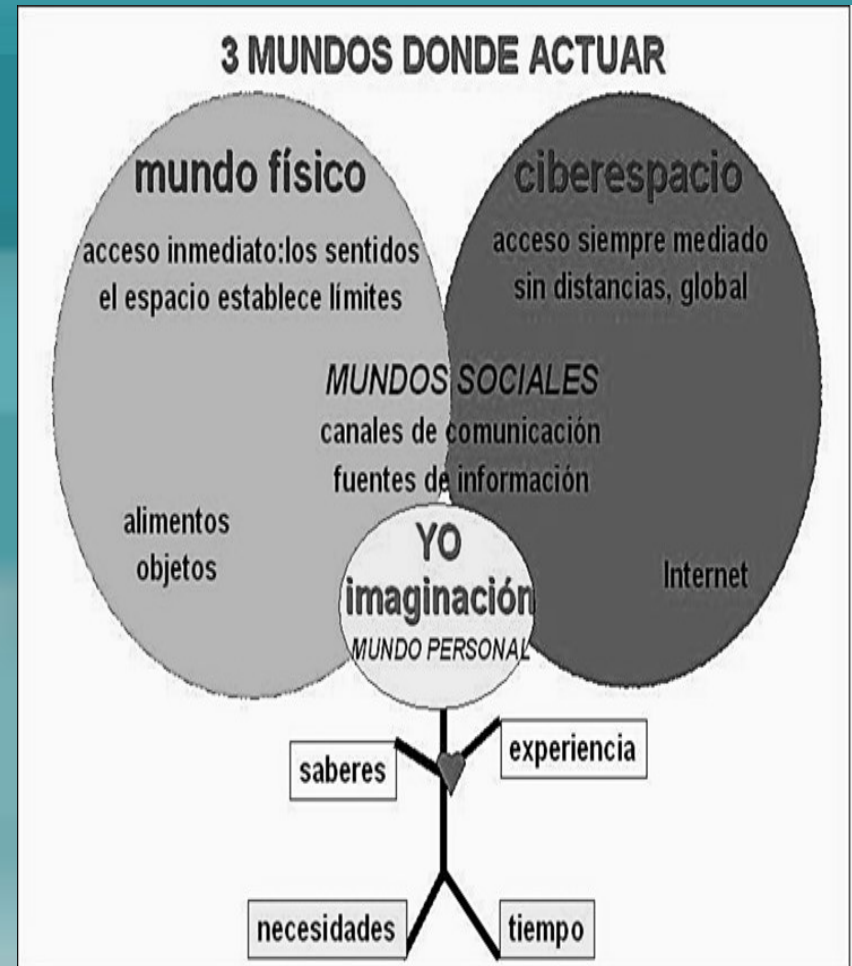 3 MUNDOS DONDE ACTUAR
mundo físico
acceso inmediato:los sentidos
el espacio establece límites
ciberespacio
acceso siempre mediado
sin distancias, global
MUNDOS SOCIALES
canales de comunicación
fuentes de información
alimentos
objetos
Internet
YO
imaginación
MUNDO PERSONAL
saberes
experiencia
necesidades
tiempo